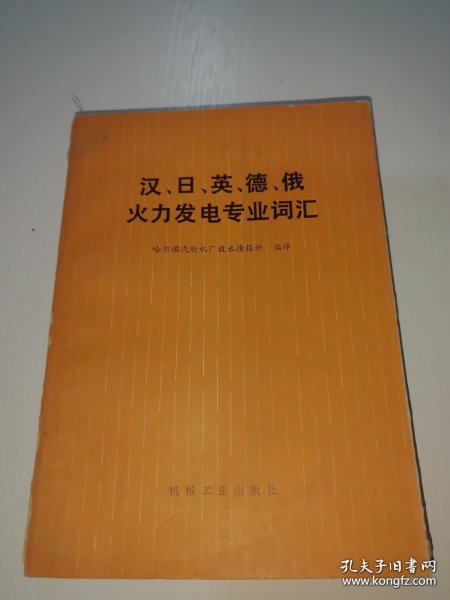 汉、日、英、德、俄
火力发电专业词汇
哈尔滨汽轮机厂技术情报科 编译
机械工业出版社
孔夫子旧书网
www.kongfz.com